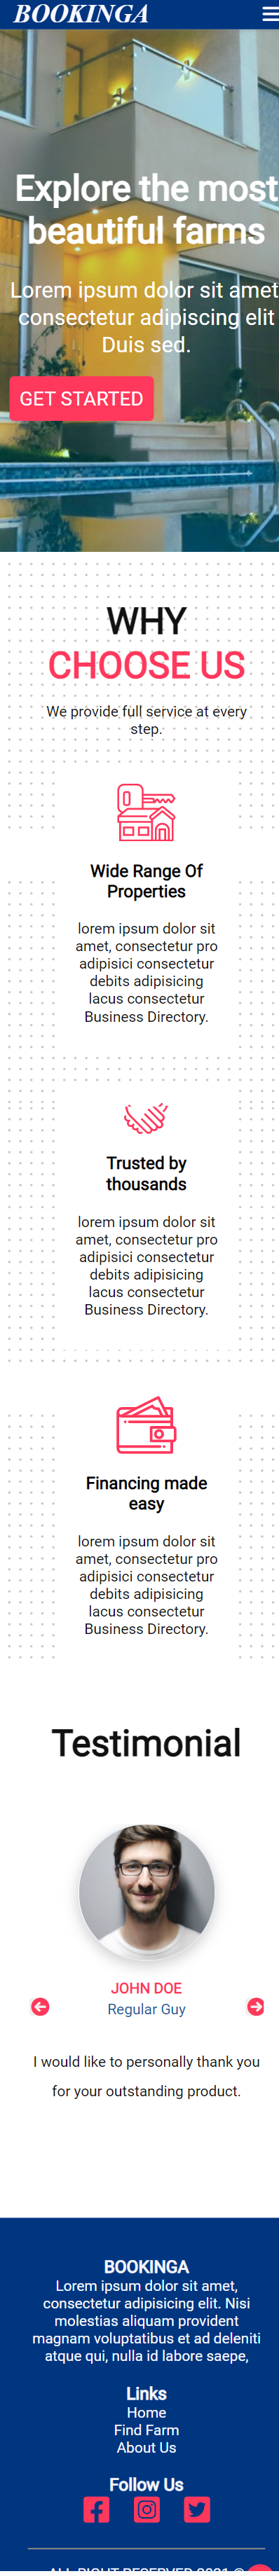 BOOKINGA
Explore the most
beautiful farms
Lorem ipsum dolor sit amet
consectetur adipiscing elit
Duis sed.
GET STARTED
WHY
CHOOSE US
We provide full service at every
step.
Wide Range Of
Properties
lorem ipsum dolor sit
amet, consectetur pro
adipisici consectetur
debits adipisicing
lacus consectetur
Business Directory.
Trusted by
thousands
lorem ipsum dolor sit
amet, consectetur pro
adipisici consectetur
debits adipisicing
lacus consectetur
Business Directory.
Financing made
easy
lorem ipsum dolor sit
amet, consectetur pro
adipisici consectetur
debits adipisicing
lacus consectetur
Business Directory.
Testimonial
JOHN DOE
Regular Guy
I would like to personally thank you
for your outstanding product.
BOOKINGA
Lorem ipsum dolor sit amet,
consectetur adipisicing elit. Nisi
molestias aliquam provident
magnam voluptatibus et ad deleniti
atque qui, nulla id labore saepe,
Links
Home
Find Farm
About Us
Follow Us
ALL RIGHT RESERVED 2021 ©